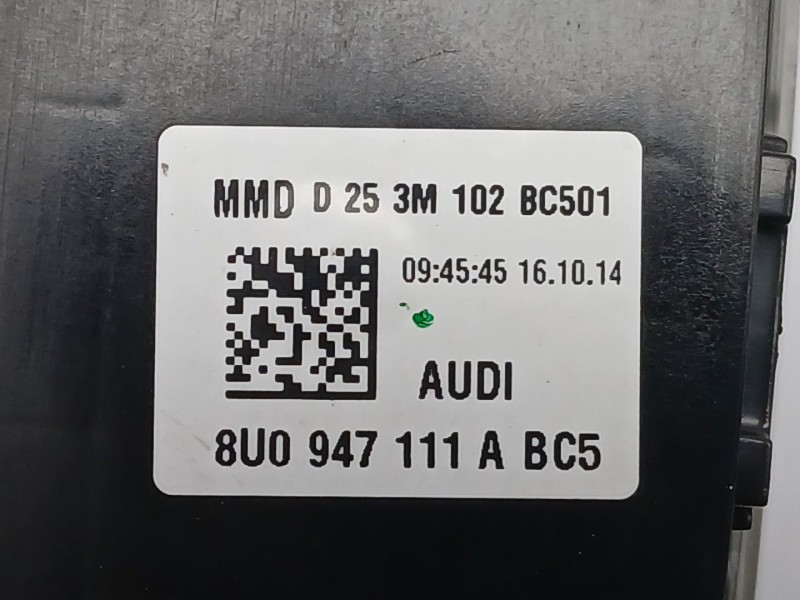 MMD D 25 3M 102 BC501
09:45:45 16.10.14
AUDI
8U0 947 111 A BC5